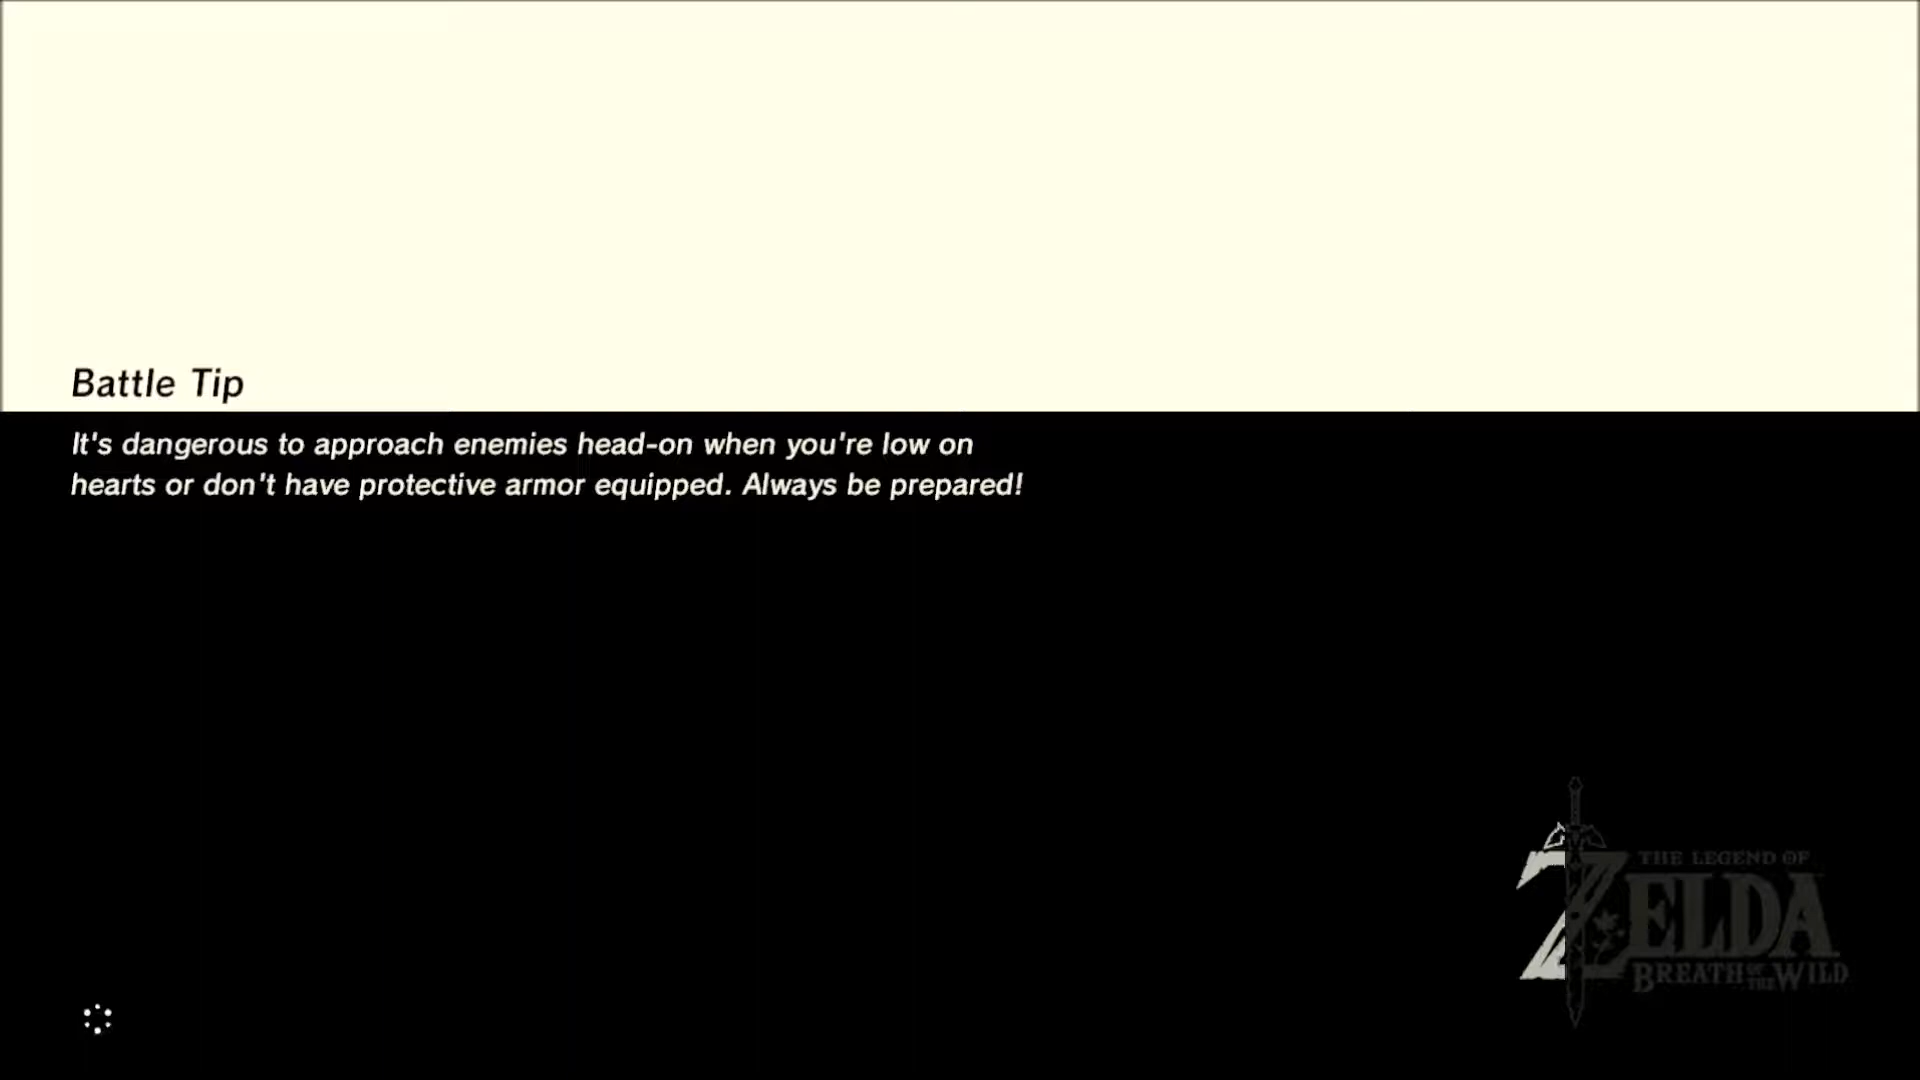 Battle Tip
It's dangerous to approach enemies head-on when you're low on
hearts or don't have protective armor equipped. Always be prepared!
THE LEGEND OF
ZELDA
BREATH OF THE WILD